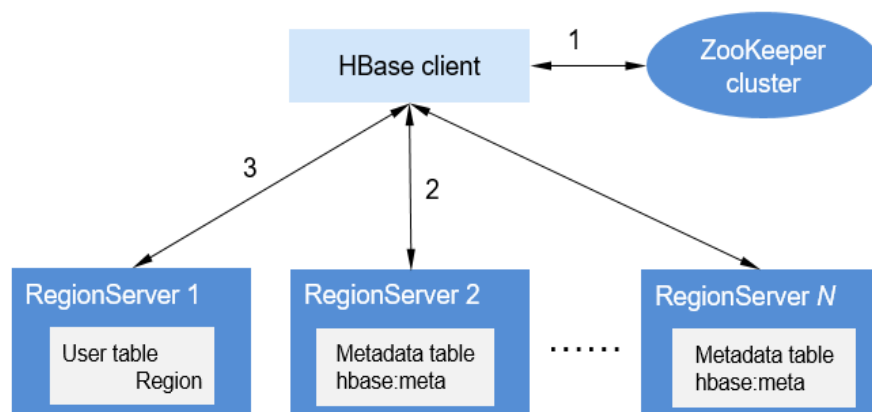 HBase client
1
ZooKeeper
cluster
3
2
RegionServer 1
User table
Region
RegionServer 2
Metadata table
hbase:meta
......
RegionServer N
Metadata table
hbase:meta